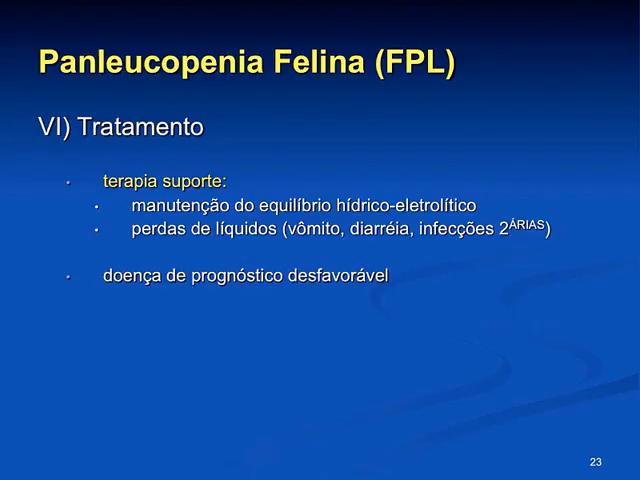 Panleucopenia Felina (FPL)
VI) Tratamento
• terapia suporte:
• manutenção do equilíbrio hídrico-eletrolítico
• perdas de líquidos (vômito, diarréia, infecções 2ÁRIAS)
• doença de prognóstico desfavorável
23